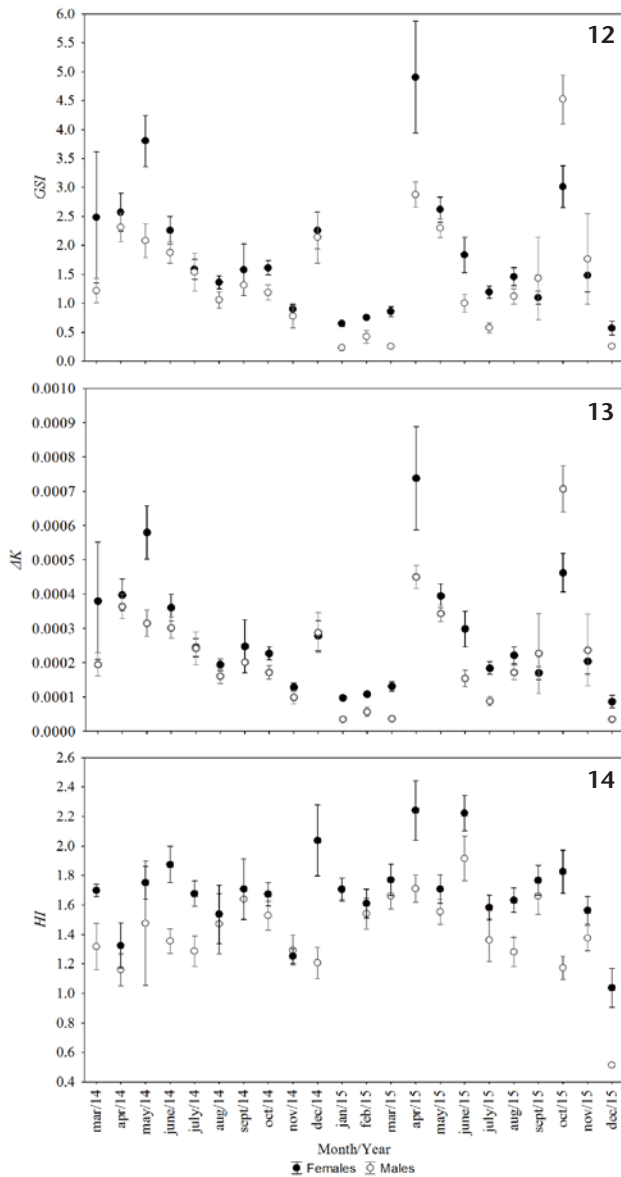 12
6.0
5.5
5.0
4.5
4.0
3.5
GSI
3.0
2.5
2.0
1.5
1.0
0.5
0.0
13
0.0010
0.0009
0.0008
0.0007
0.0006
ΔK
0.0005
0.0004
0.0003
0.0002
0.0001
0.0000
14
2.6
2.4
2.2
2.0
1.8
HI
1.6
1.4
1.2
1.0
0.8
0.6
0.4
mar/14
apr/14
may/14
june/14
july/14
aug/14
sept/14
oct/14
nov/14
dec/14
jan/15
feb/15
mar/15
apr/15
may/15
june/15
july/15
aug/15
sept/15
oct/15
nov/15
dec/15
Month/Year
Females Males